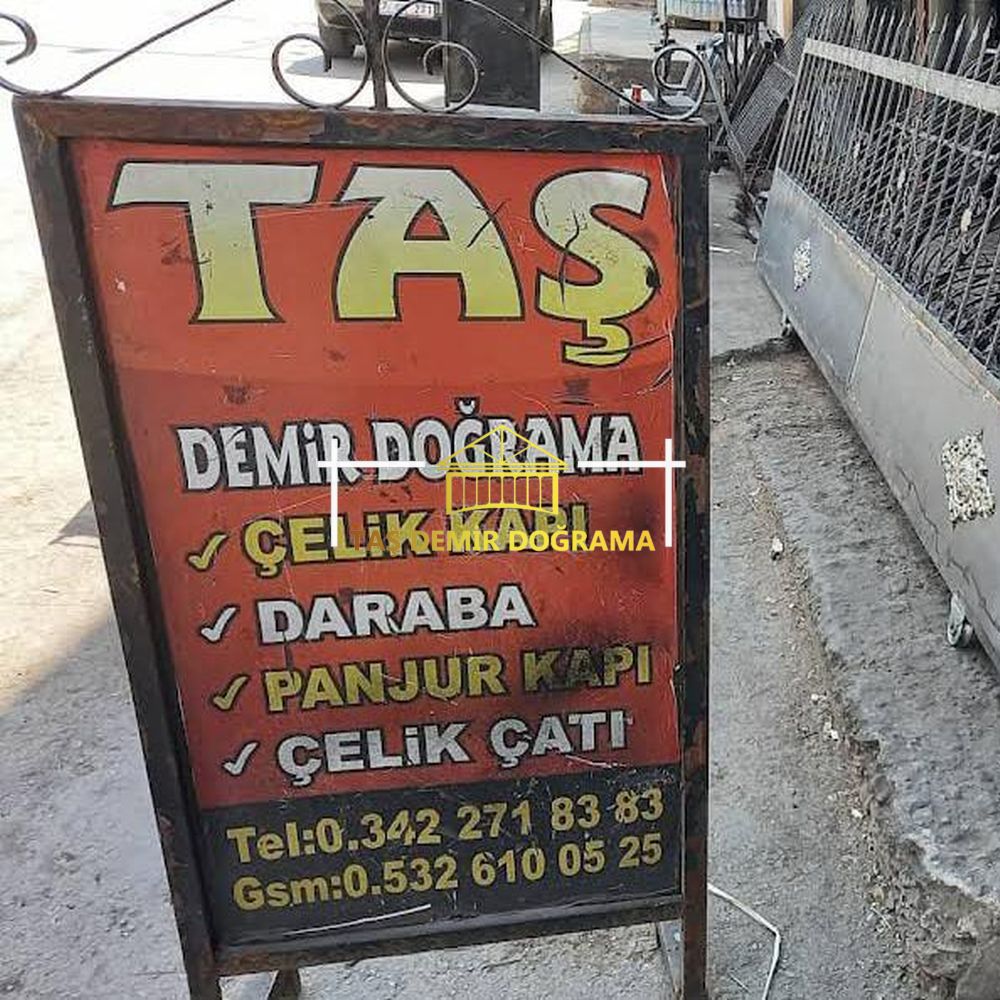 TAŞ
DEMİR DOĞRAMA
ÇELİK KAPI
TAŞ DEMİR DOĞRAMA
DARABA
PANJUR KAPI
ÇELİK ÇATI
Tel:0.342 271 83 83
Gsm:0.532 610 05 25